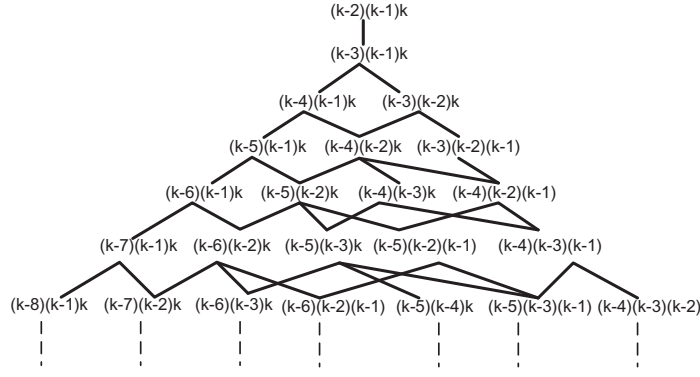 (k-2)(k-1)k
(k-3)(k-1)k
(k-4)(k-1)k (k-3)(k-2)k
(k-5)(k-1)k (k-4)(k-2)k (k-3)(k-2)(k-1)
(k-6)(k-1)k (k-5)(k-2)k (k-4)(k-3)k (k-4)(k-2)(k-1)
(k-7)(k-1)k (k-6)(k-2)k (k-5)(k-3)k (k-5)(k-2)(k-1) (k-4)(k-3)(k-1)
(k-8)(k-1)k (k-7)(k-2)k (k-6)(k-3)k (k-6)(k-2)(k-1) (k-5)(k-4)k (k-5)(k-3)(k-1) (k-4)(k-3)(k-2)